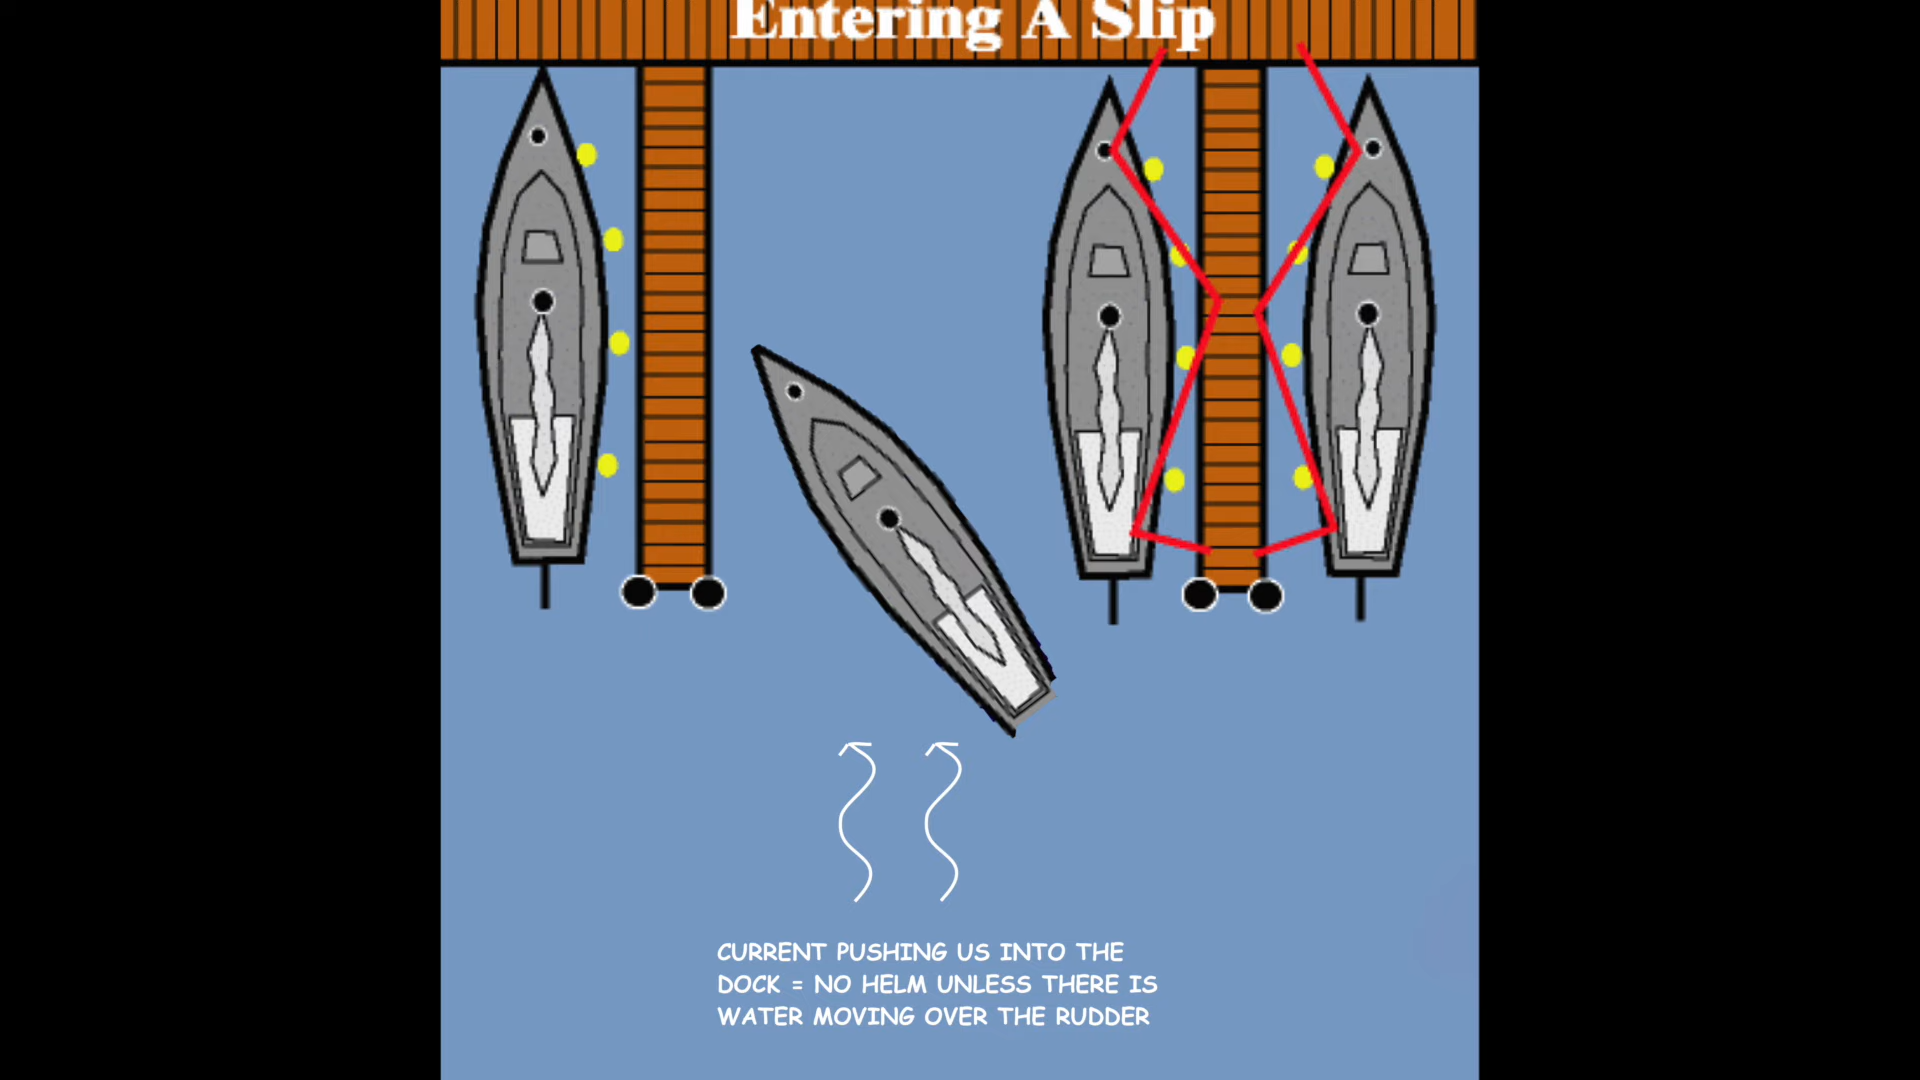 Entering A Slip
CURRENT PUSHING US INTO THE
DOCK = NO HELM UNLESS THERE IS
WATER MOVING OVER THE RUDDER